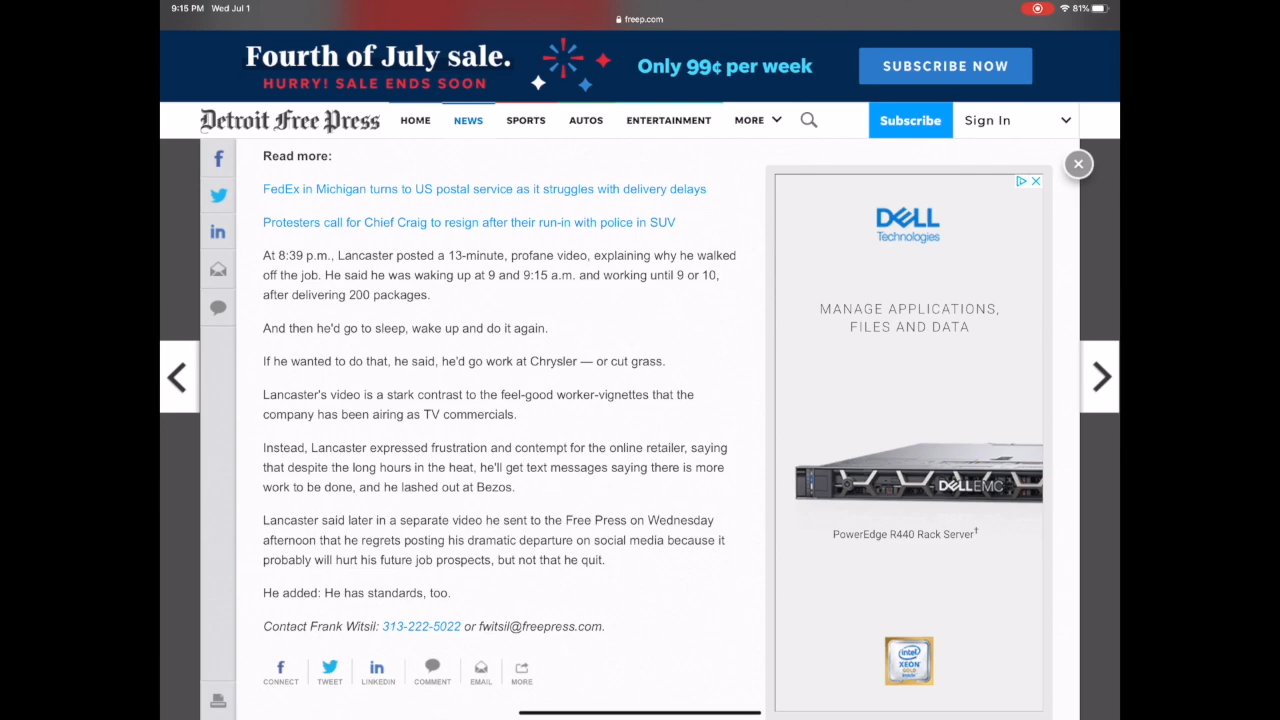 9:15 PM Wed Jul 1
81%
freep.com
Fourth of July sale.
HURRY! SALE ENDS SOON
Only 99¢ per week
SUBSCRIBE NOW
Detroit Free Press
HOME
NEWS
SPORTS
AUTOS
ENTERTAINMENT
MORE
Subscribe
Sign In
Read more:
FedEx in Michigan turns to US postal service as it struggles with delivery delays
Protesters call for Chief Craig to resign after their run-in with police in SUV
At 8:39 p.m., Lancaster posted a 13-minute, profane video, explaining why he walked
off the job. He said he was waking up at 9 and 9:15 a.m. and working until 9 or 10,
after delivering 200 packages.
And then he'd go to sleep, wake up and do it again.
If he wanted to do that, he said, he'd go work at Chrysler — or cut grass.
Lancaster's video is a stark contrast to the feel-good worker-vignettes that the
company has been airing as TV commercials.
Instead, Lancaster expressed frustration and contempt for the online retailer, saying
that despite the long hours in the heat, he'll get text messages saying there is more
work to be done, and he lashed out at Bezos.
Lancaster said later in a separate video he sent to the Free Press on Wednesday
afternoon that he regrets posting his dramatic departure on social media because it
probably will hurt his future job prospects, but not that he quit.
He added: He has standards, too.
Contact Frank Witsil: 313-222-5022 or fwitsil@freepress.com.
CONNECT
TWEET
LINKEDIN
COMMENT
EMAIL
MORE
DELL
Technologies
MANAGE APPLICATIONS,
FILES AND DATA
DELLEMC
PowerEdge R440 Rack Server†
intel
XEON
GOLD
inside